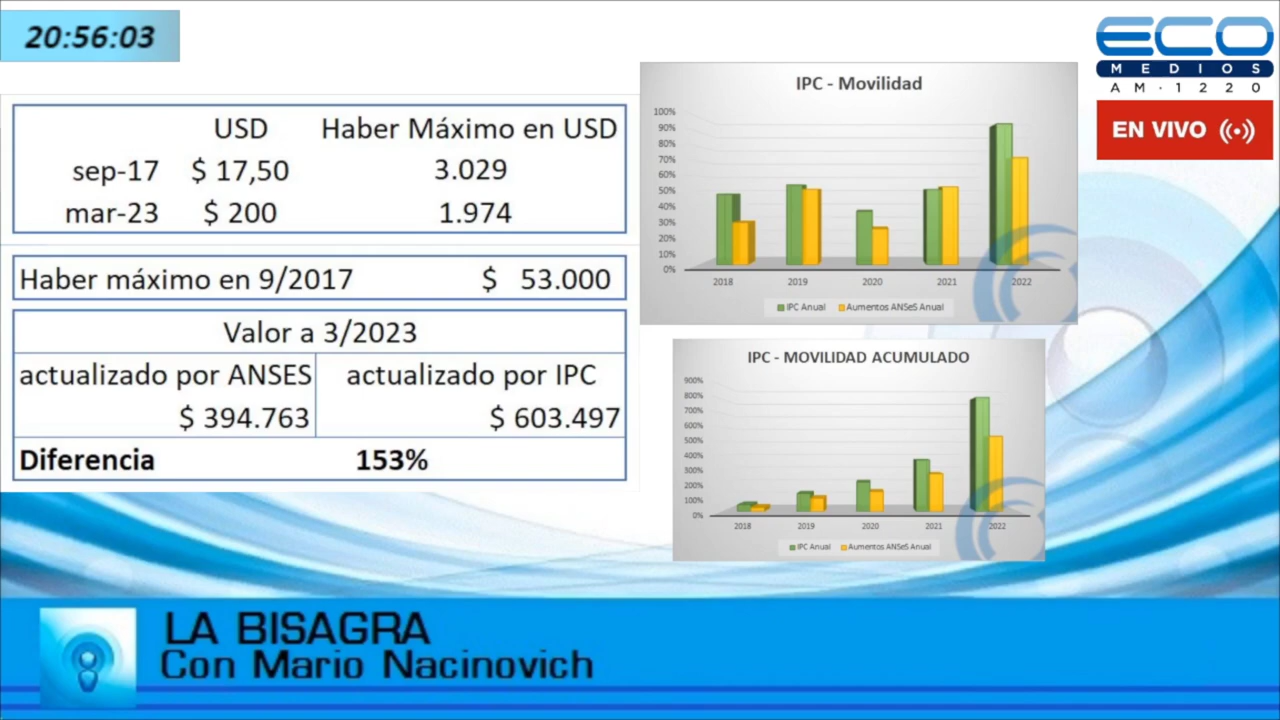 20:56:03
ECO
MEDIOS
AM · 1220
EN VIVO
USD Haber Máximo en USD
sep-17 $ 17,50 3.029
mar-23 $ 200 1.974
Haber máximo en 9/2017 $ 53.000
Valor a 3/2023
actualizado por ANSES actualizado por IPC
$ 394.763 $ 603.497
Diferencia 153%
IPC - Movilidad
100%
90%
80%
70%
60%
50%
40%
30%
20%
10%
0%
2018 2019 2020 2021 2022
IPC Anual Aumentos ANSeS Anual
IPC - MOVILIDAD ACUMULADO
900%
800%
700%
600%
500%
400%
300%
200%
100%
0%
2018 2019 2020 2021 2022
IPC Anual Aumentos ANSeS Anual
LA BISAGRA
Con Mario Nacinovich